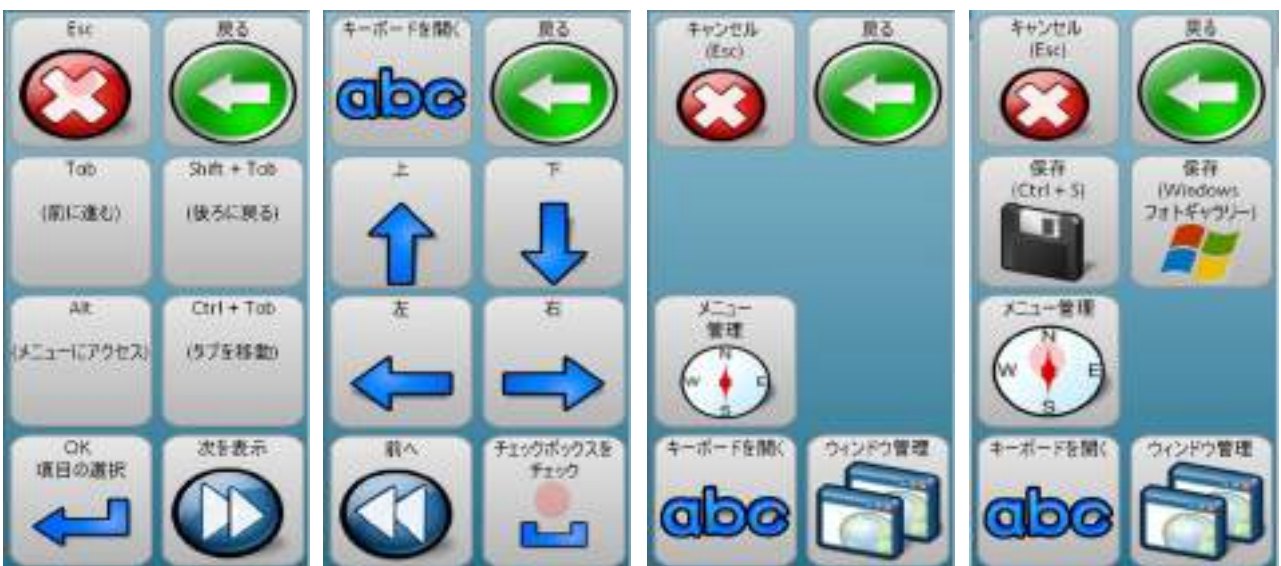 Esc
戻る
Tab
(前に進む)
Shift + Tab
(後ろに戻る)
Alt
(メニューにアクセス)
Ctrl + Tab
(タブを移動)
OK
項目の選択
次を表示
キーボードを開く
abc
戻る
上
下
左
右
前へ
チェックボックスを
チェック
キャンセル
(Esc)
戻る
メニュー
管理
N
W
E
S
キーボードを開く
abc
ウィンドウ管理
キャンセル
(Esc)
戻る
保存
(Ctrl + S)
保存
(Windows
フォトギャラリー)
メニュー管理
N
W
E
S
キーボードを開く
abc
ウィンドウ管理